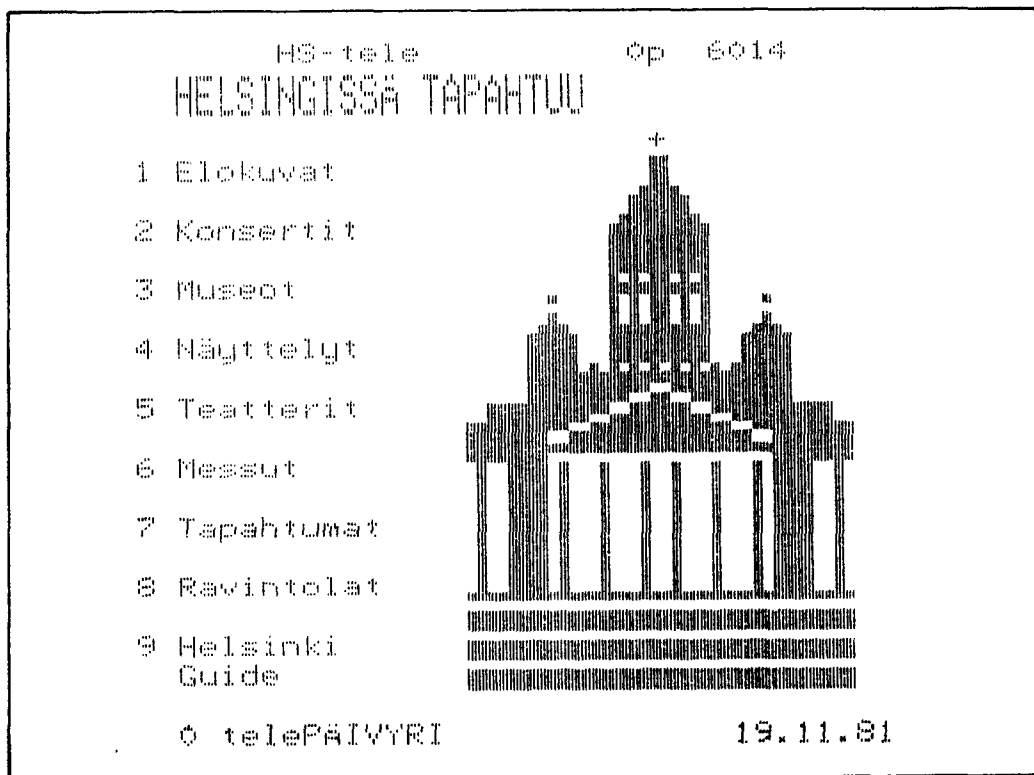 HS-tele 0p 6014
HELSINGISSÄ TAPAHTUU
1 Elokuvat
2 Konsertit
3 Museot
4 Näyttelyt
5 Teatterit
6 Messut
7 Tapahtumat
8 Ravintolat
9 Helsinki
Guide
0 telePÄIVYRI 19.11.81